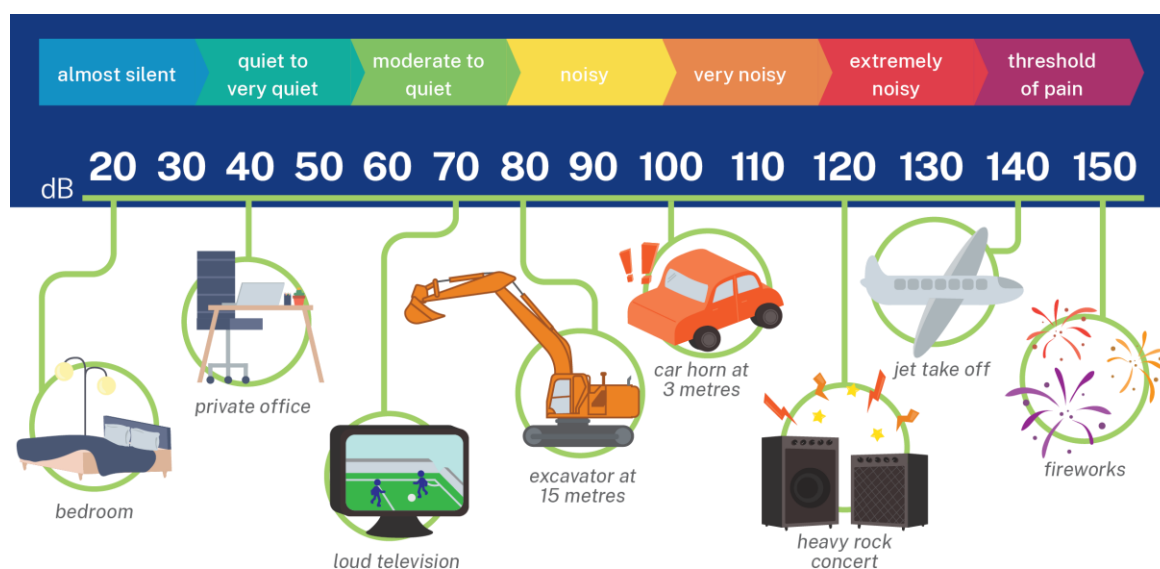 almost silent
quiet to
very quiet
moderate to
quiet
noisy
very noisy
extremely
noisy
threshold
of pain
dB 20 30 40 50 60 70 80 90 100 110 120 130 140 150
bedroom
private office
loud television
excavator at
15 metres
!!
car horn at
3 metres
heavy rock
concert
jet take off
fireworks